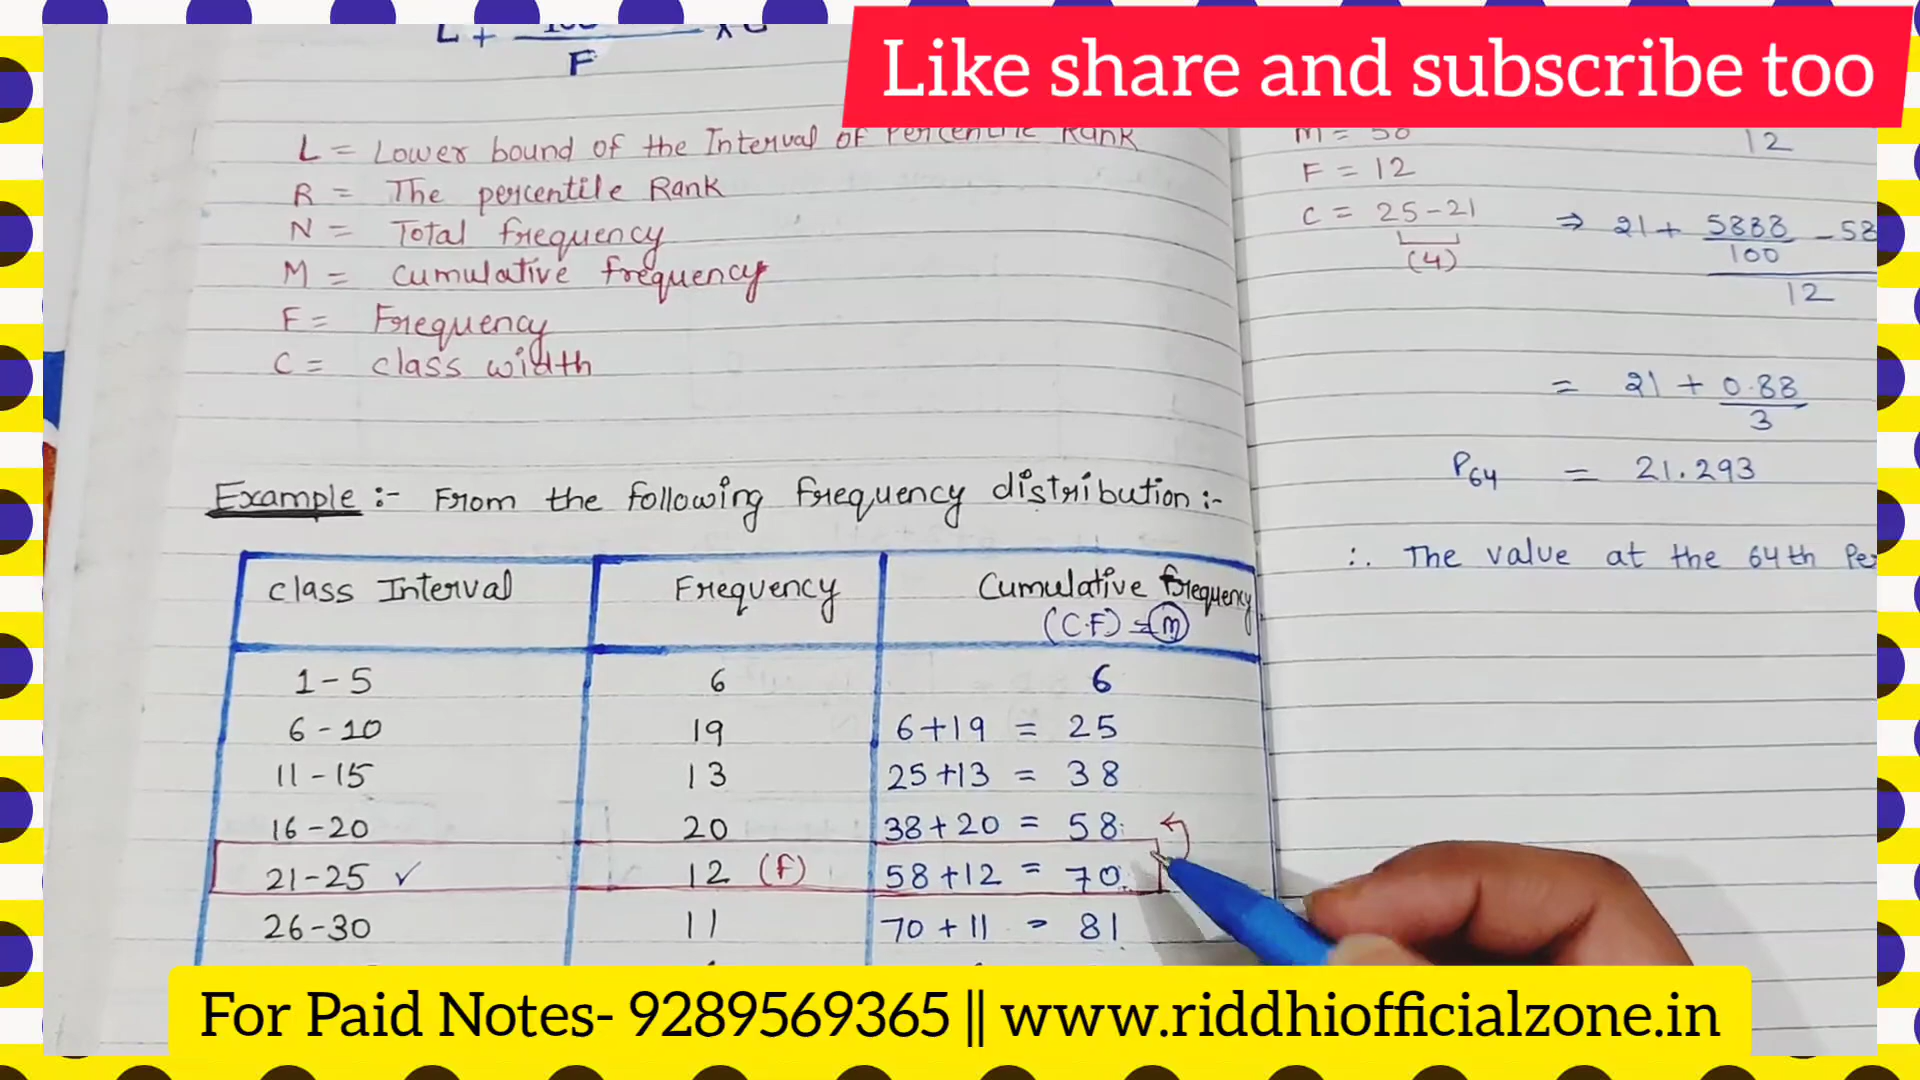 Like share and subscribe too
L +
F
L = Lower bound of the Interval of Percentile Rank
R = The percentile Rank
N = Total frequency
M = Cumulative frequency
F = Frequency
C = class width
Example :- From the following frequency distribution :-
Class Interval Frequency Cumulative frequency
(C.F) = m
1-5 6 6
6-10 19 6+19 = 25
11-15 13 25+13 = 38
16-20 20 38+20 = 58
21-25 ✓ 12 (F) 58+12 = 70
26-30 11 70+11 = 81
12
F = 12
C = 25-21
(4)
⇒ 21 + 5888 - 58
100
12
= 21 + 0.88
3
P64 = 21.293
∴ The value at the 64th
For Paid Notes- 9289569365 || www.riddhiofficialzone.in